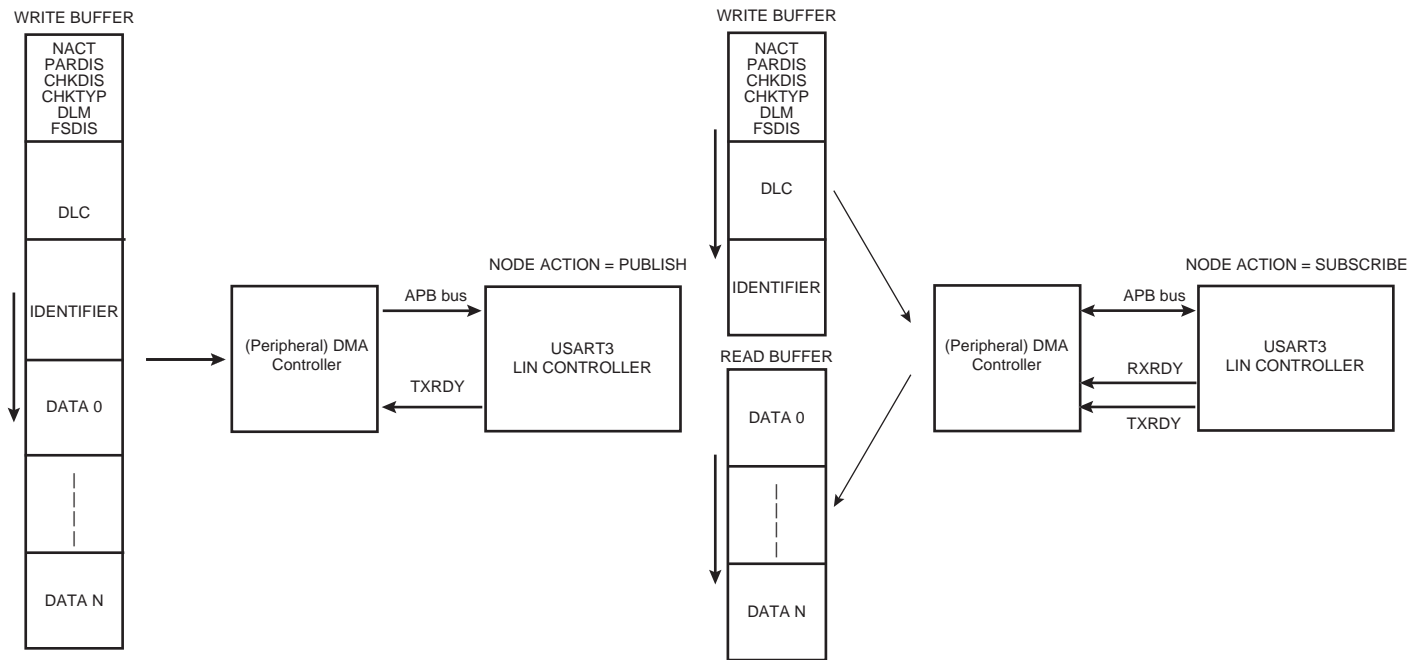 WRITE BUFFER
NACT
PARDIS
CHKDIS
CHKTYP
DLM
FSDIS
DLC
IDENTIFIER
DATA 0
DATA N
(Peripheral) DMA
Controller
APB bus
TXRDY
NODE ACTION = PUBLISH
USART3
LIN CONTROLLER
WRITE BUFFER
NACT
PARDIS
CHKDIS
CHKTYP
DLM
FSDIS
DLC
IDENTIFIER
READ BUFFER
DATA 0
DATA N
(Peripheral) DMA
Controller
APB bus
RXRDY
TXRDY
NODE ACTION = SUBSCRIBE
USART3
LIN CONTROLLER